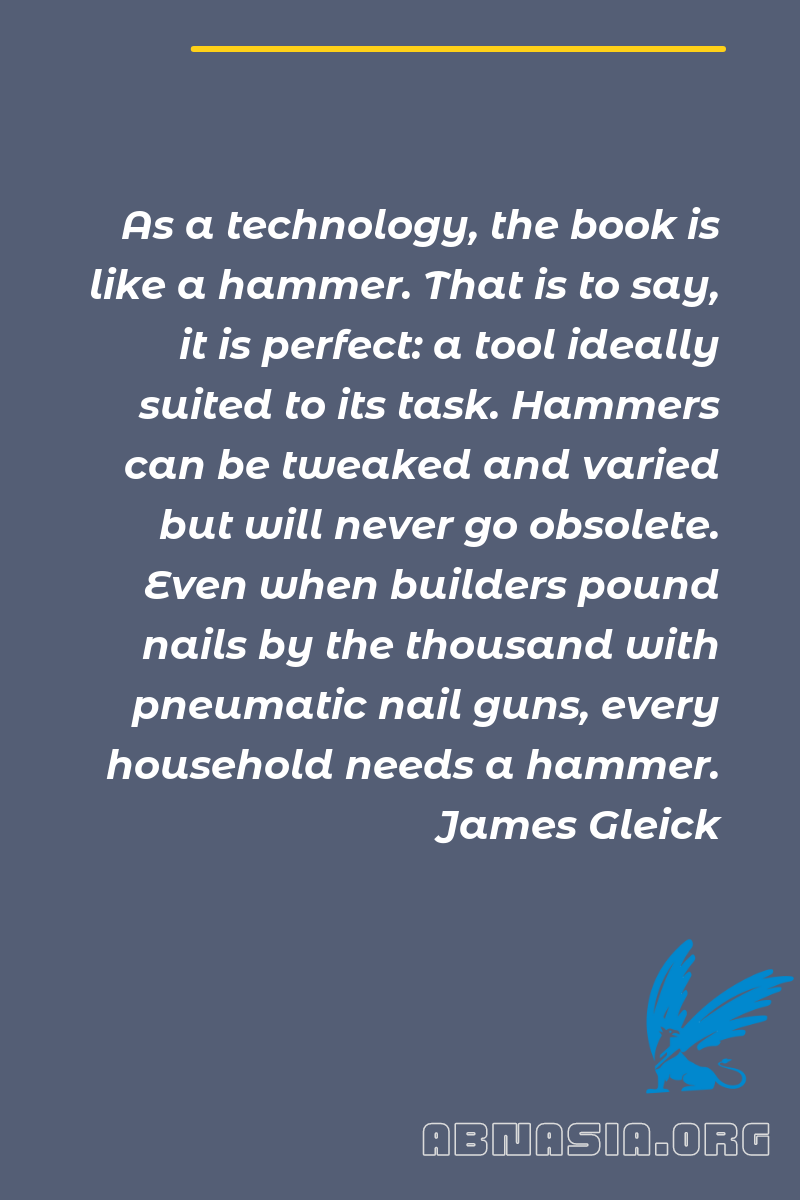 As a technology, the book is
like a hammer. That is to say,
it is perfect: a tool ideally
suited to its task. Hammers
can be tweaked and varied
but will never go obsolete.
Even when builders pound
nails by the thousand with
pneumatic nail guns, every
household needs a hammer.
James Gleick
ABNASIA.ORG